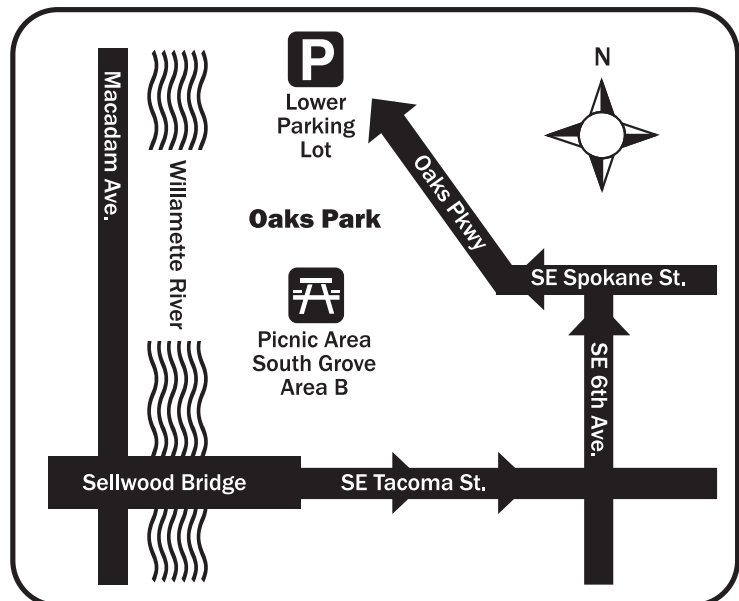 P
Lower
Parking
Lot
N
Macadam Ave.
Willamette River
Oaks Pkwy
Oaks Park
SE Spokane St.
Picnic Area
South Grove
Area B
SE 6th Ave.
Sellwood Bridge
SE Tacoma St.